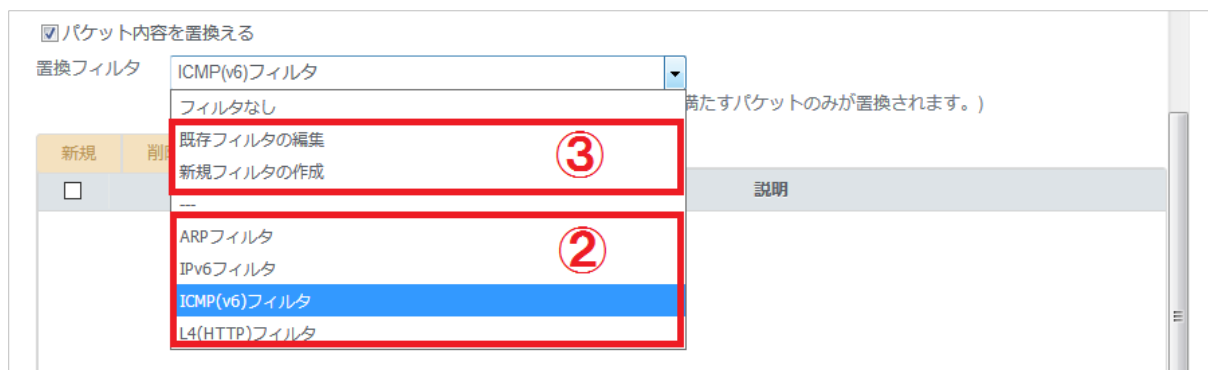 パケット内容を置換える
置換フィルタ
ICMP(v6)フィルタ
フィルタなし
満たすパケットのみが置換されます。)
既存フィルタの編集
③
新規
新規フィルタの作成
説明
---
ARPフィルタ
②
IPv6フィルタ
ICMP(v6)フィルタ
L4(HTTP)フィルタ